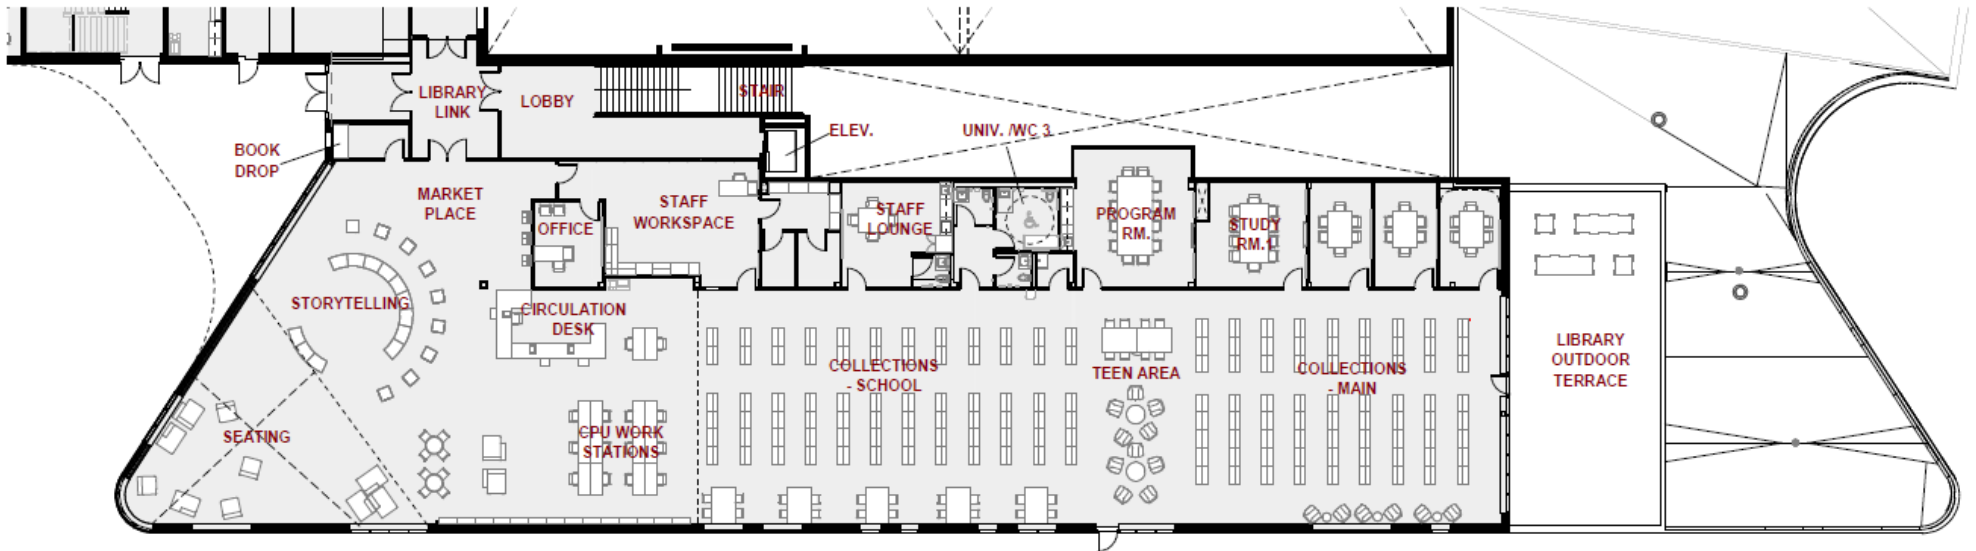 LIBRARY
LINK
LOBBY
STAIR
ELEV.
UNIV. /WC 3
BOOK
DROP
MARKET
PLACE
STAFF
WORKSPACE
OFFICE
STAFF
LOUNGE
PROGRAM
RM.
STUDY
RM.1
STORYTELLING
CIRCULATION
DESK
COLLECTIONS
- SCHOOL
TEEN AREA
COLLECTIONS
- MAIN
LIBRARY
OUTDOOR
TERRACE
SEATING
CPU WORK
STATIONS